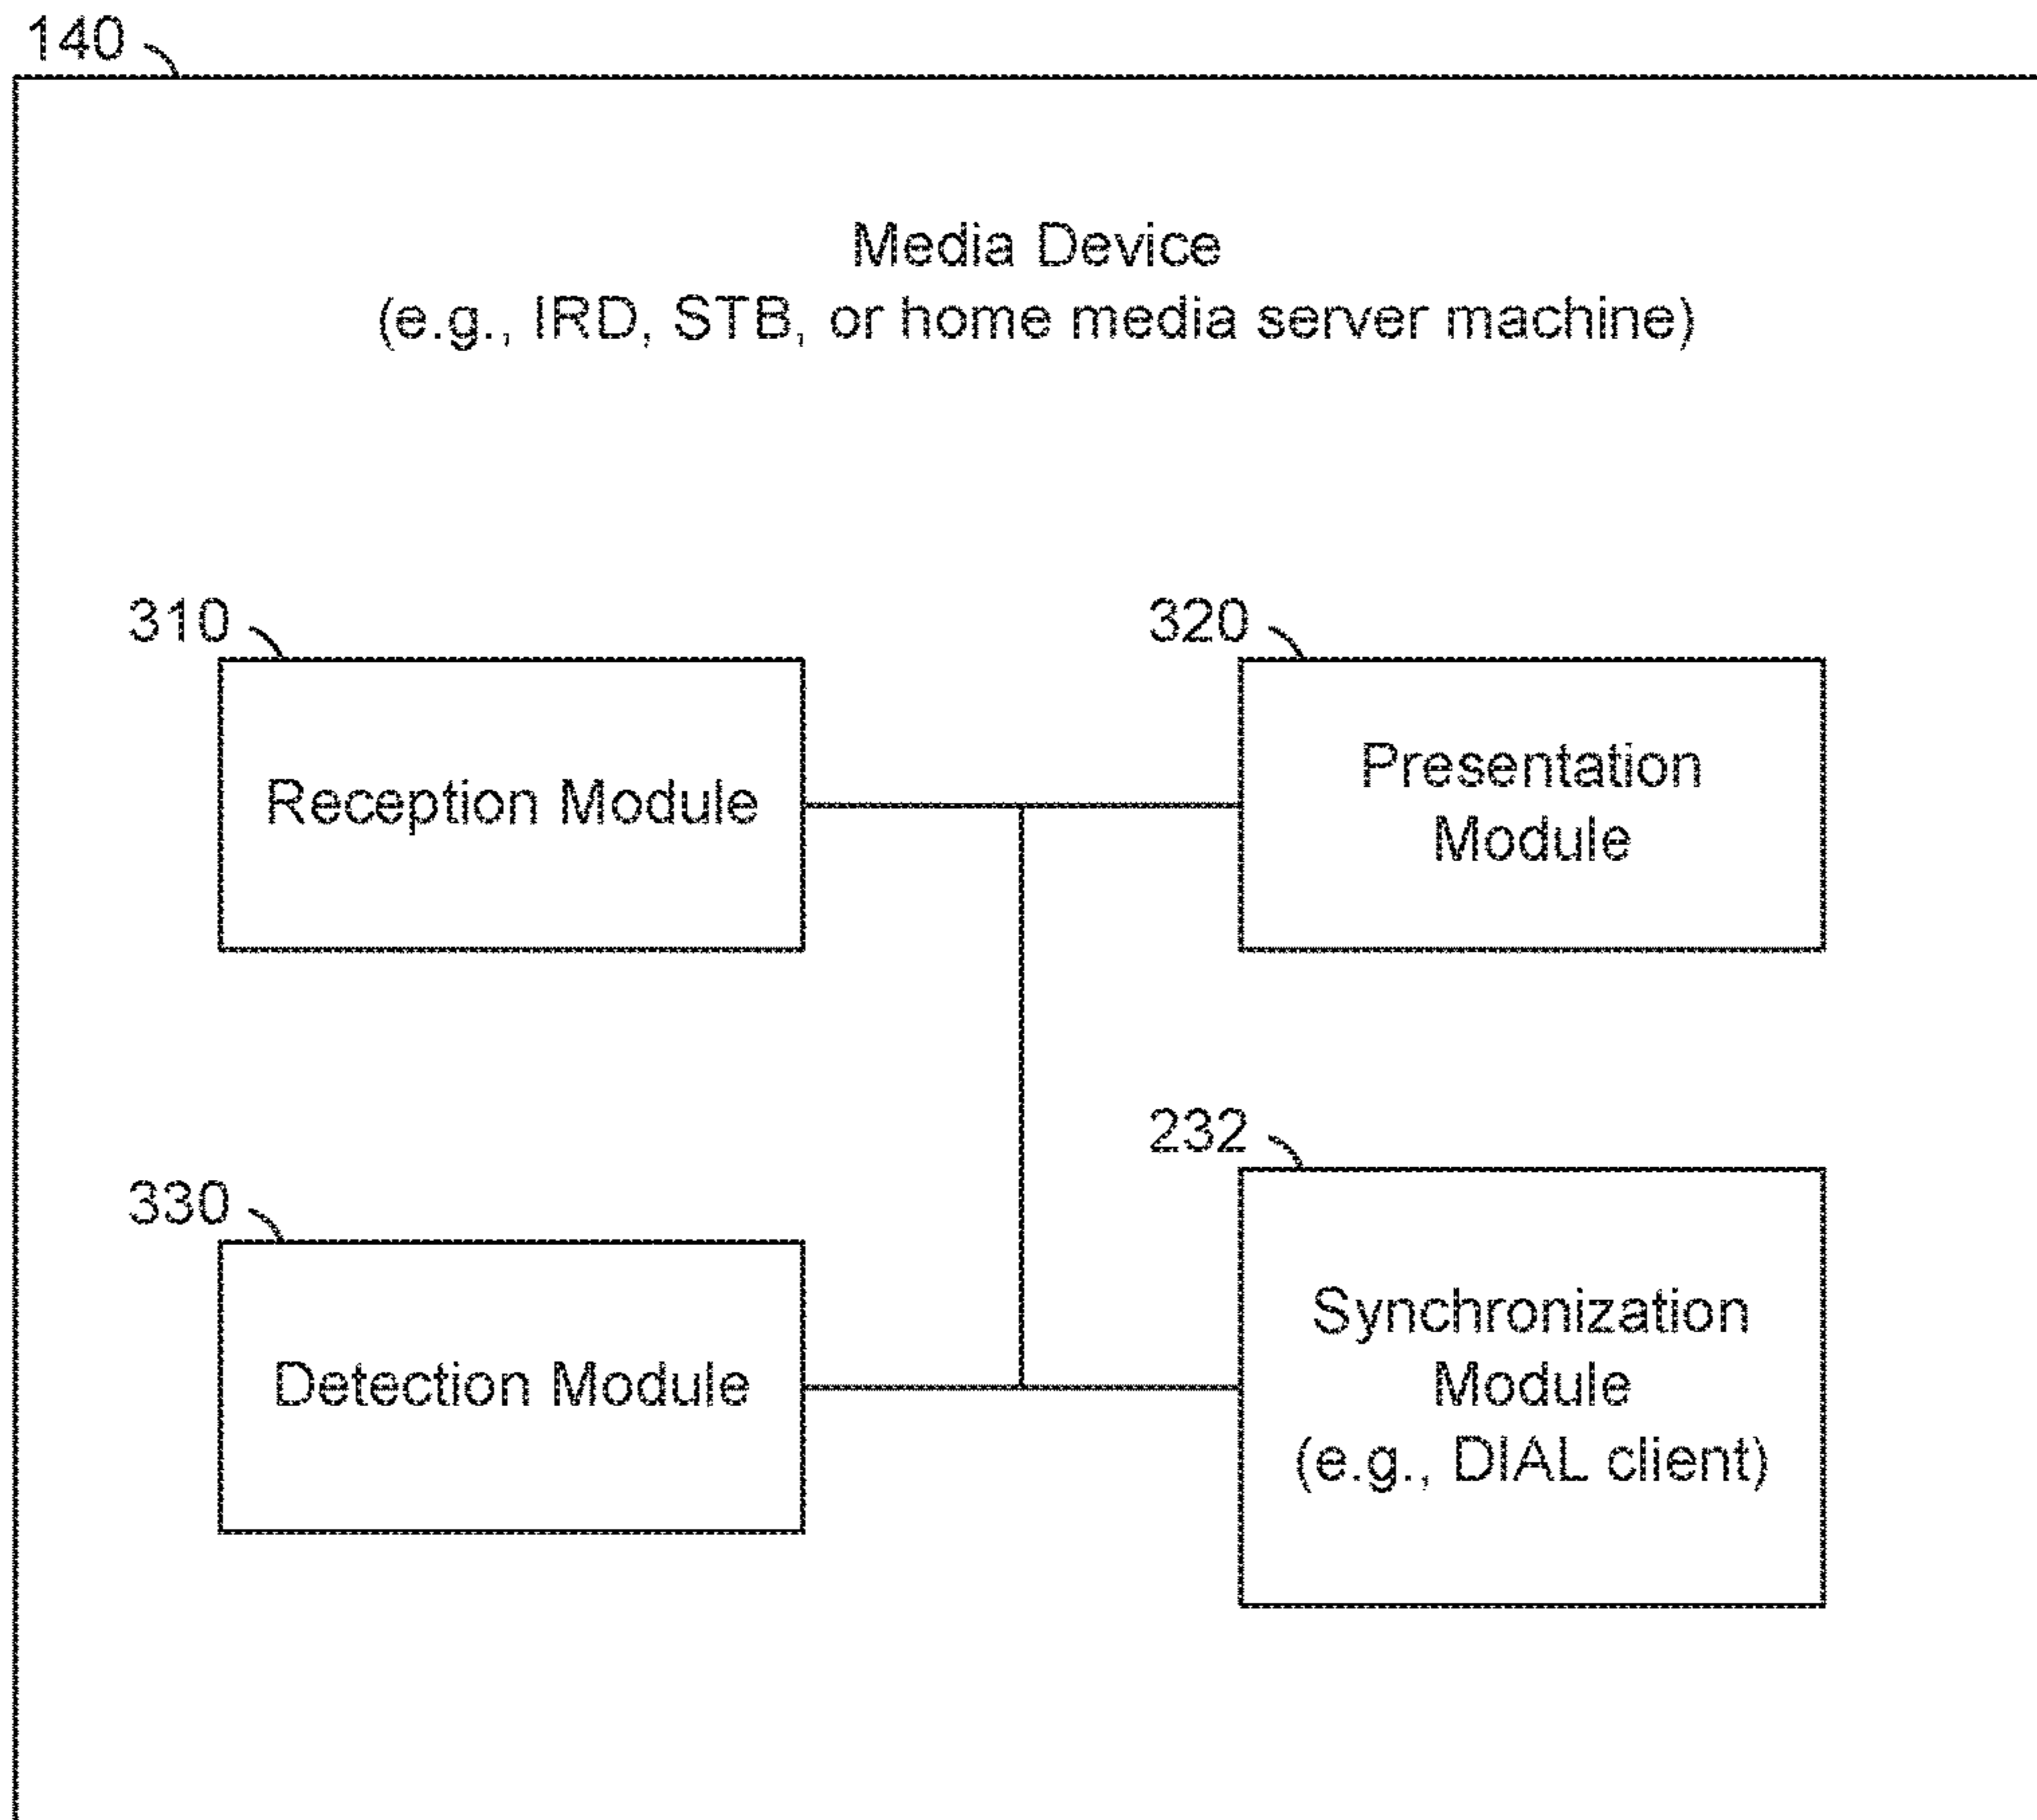 140
Media Device
(e.g., IRD, STB, or home media server machine)
310
Reception Module
320
Presentation
Module
330
Detection Module
232
Synchronization
Module
(e.g., DIAL client)